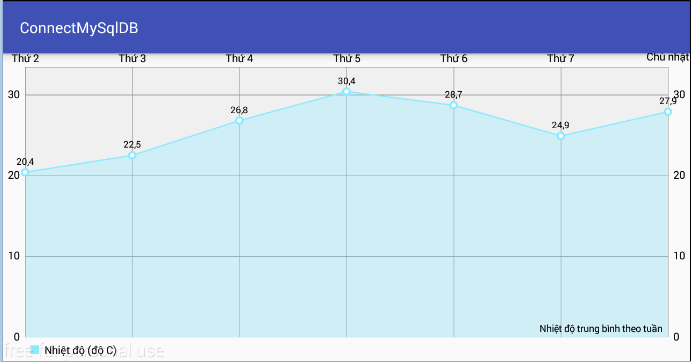 ConnectMySqlDB
Thứ 2 Thứ 3 Thứ 4 Thứ 5 Thứ 6 Thứ 7 Chủ nhật
30 30,4 28,7 27,9 30
26,8 24,9
20,4 22,5
20 20
10 10
Nhiệt độ trung bình theo tuần
0 0
Nhiệt độ (độ C)
free for personal use